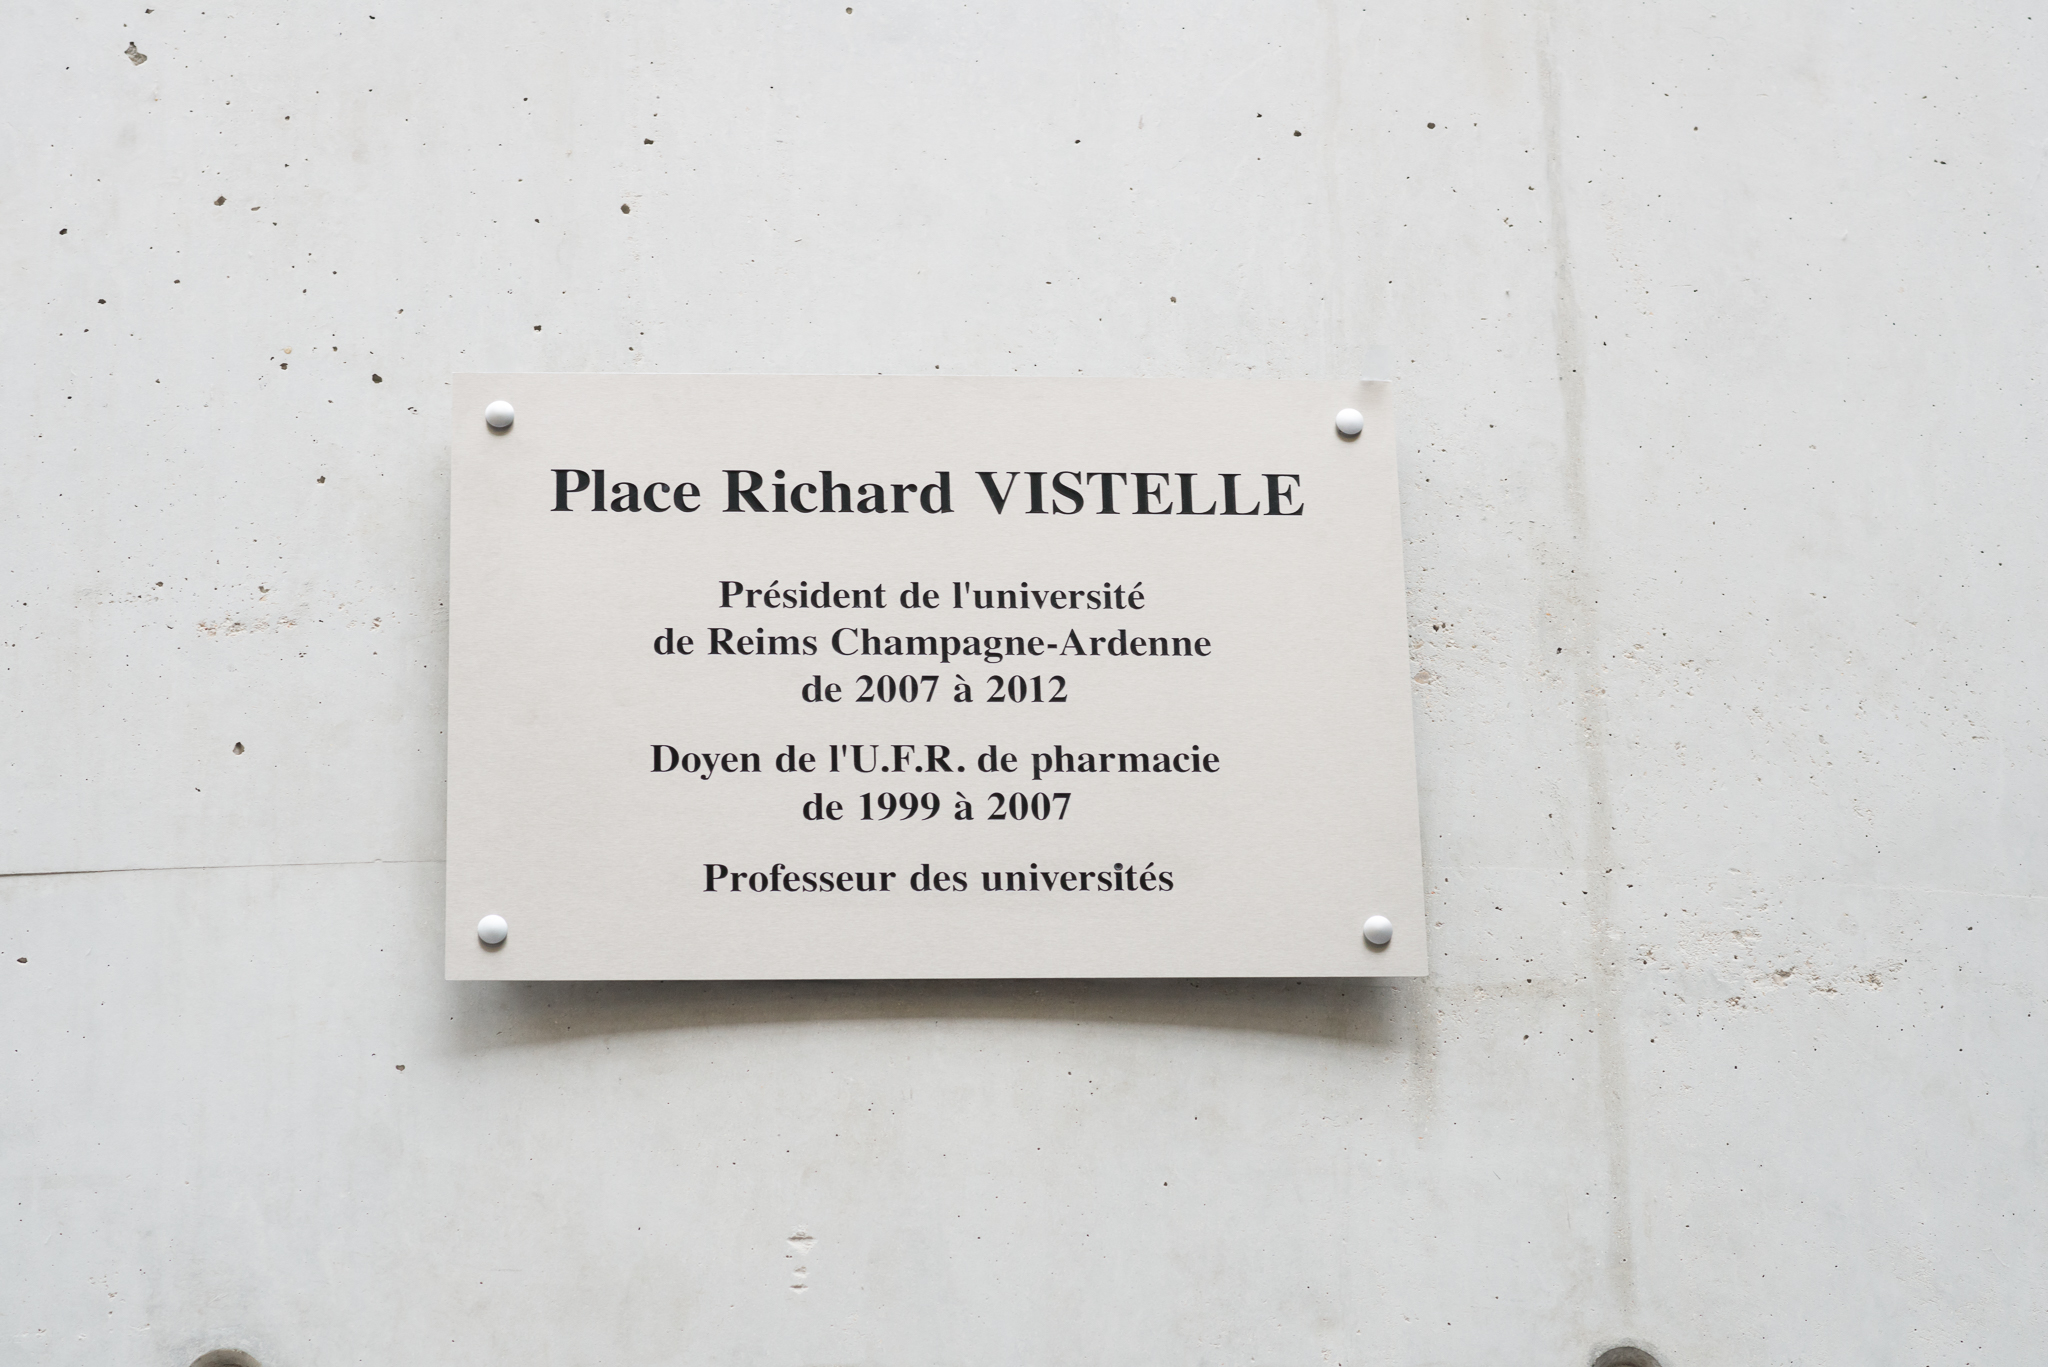 Place Richard VISTELLE
Président de l'université
de Reims Champagne-Ardenne
de 2007 à 2012
Doyen de l'U.F.R. de pharmacie
de 1999 à 2007
Professeur des universités